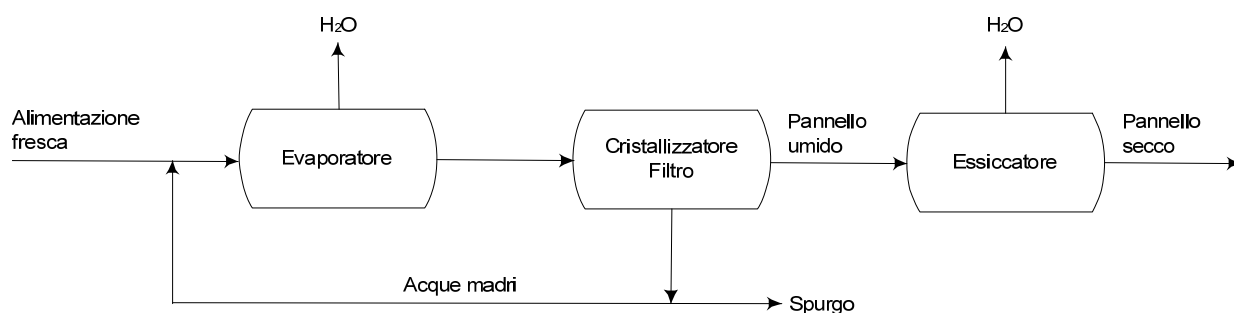 H₂O
H₂O
Alimentazione
fresca
Evaporatore
Cristallizzatore
Filtro
Pannello
umido
Essiccatore
Pannello
secco
Acque madri
Spurgo